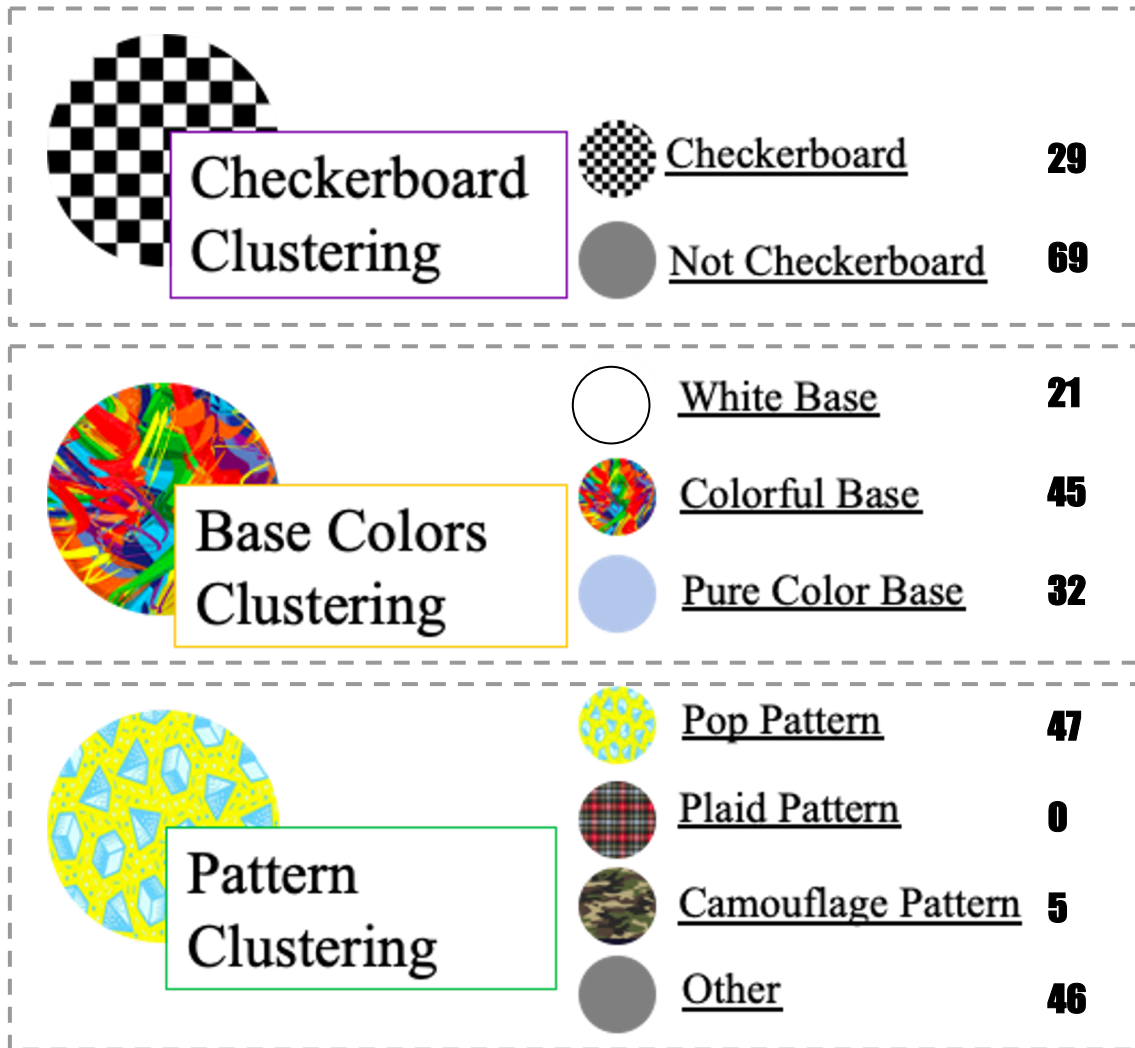 Checkerboard
Clustering
Checkerboard 29
Not Checkerboard 69
Base Colors
Clustering
White Base 21
Colorful Base 45
Pure Color Base 32
Pattern
Clustering
Pop Pattern 47
Plaid Pattern 0
Camouflage Pattern 5
Other 46